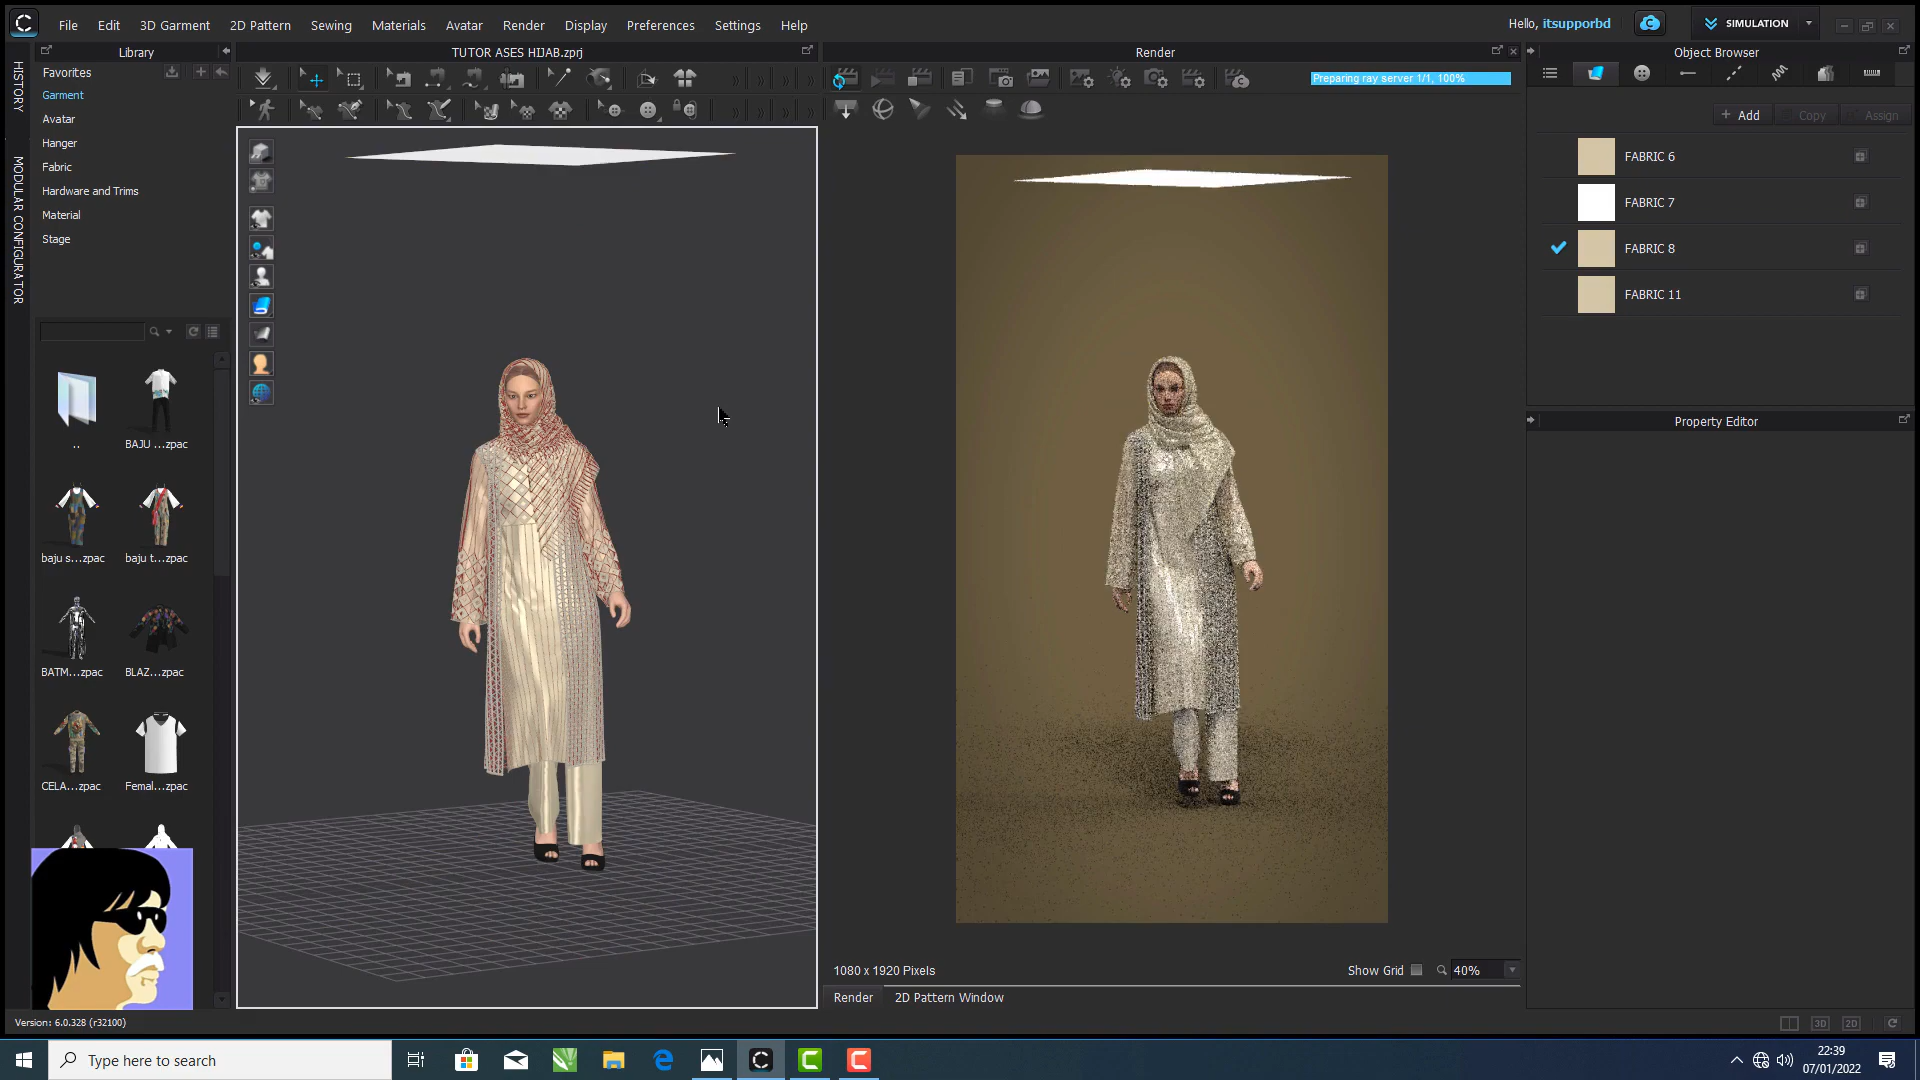 File Edit 3D Garment 2D Pattern Sewing Materials Avatar Render Display Preferences Settings Help
Hello, itsupporbd
SIMULATION
HISTORY
MODULAR CONFIGURATOR
Library
Favorites
Garment
Avatar
Hanger
Fabric
Hardware and Trims
Material
Stage
..
BAJU ...zpac
baju s...zpac
baju t...zpac
BATM...zpac
BLAZ...zpac
CELA...zpac
Femal...zpac
Version: 6.0.328 (r32100)
TUTOR ASES HIJAB.zprj
Render
Preparing ray server 1/1, 100%
1080 x 1920 Pixels
Show Grid
40%
Render
2D Pattern Window
Object Browser
+ Add
Copy
Assign
FABRIC 6
FABRIC 7
FABRIC 8
FABRIC 11
Property Editor
3D
2D
Type here to search
22:39
07/01/2022